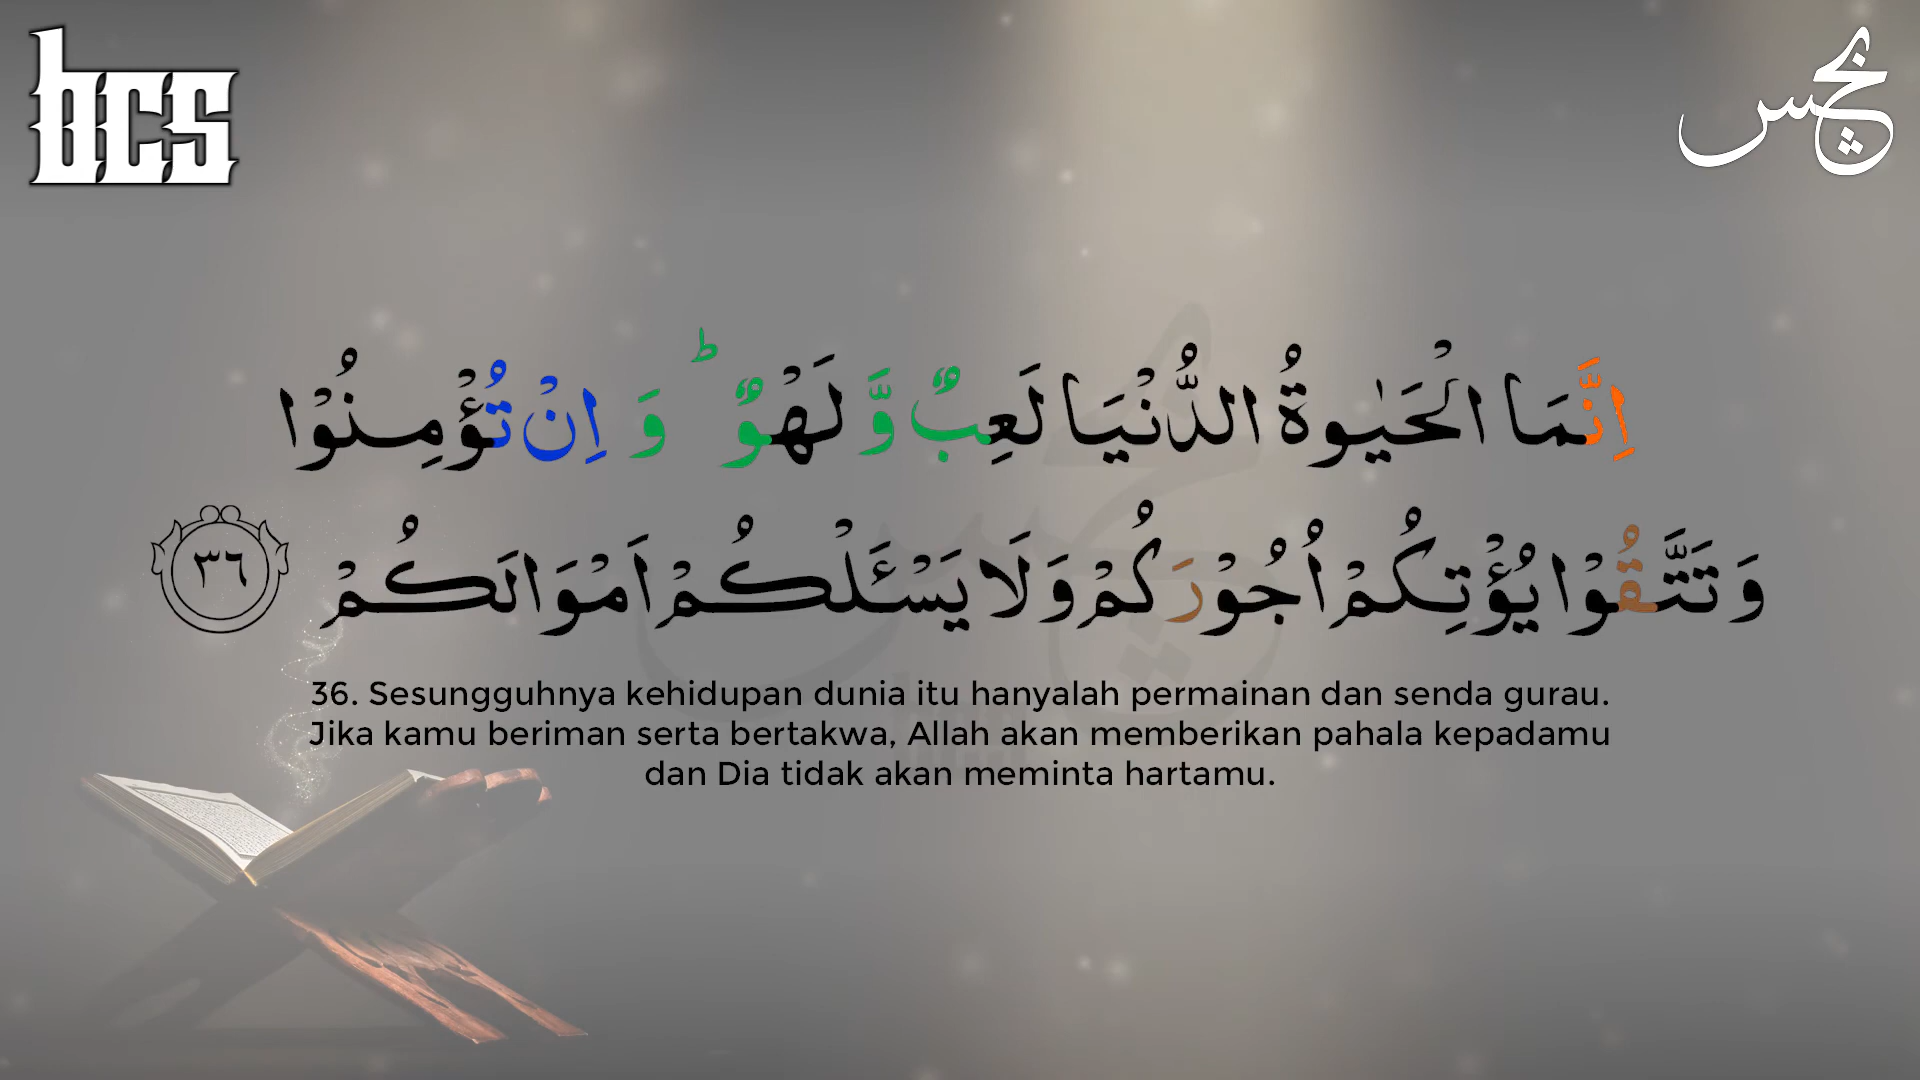 bcs
بچس
اِنَّمَا الْحَيٰوةُ الدُّنْيَا لَعِبٌ وَّلَهْوٌ ۗ وَاِنْ تُؤْمِنُوْا
وَتَتَّقُوْا يُؤْتِكُمْ اُجُوْرَكُمْ وَلَا يَسْـَٔلْكُمْ اَمْوَالَكُمْ ٣٦
36. Sesungguhnya kehidupan dunia itu hanyalah permainan dan senda gurau.
Jika kamu beriman serta bertakwa, Allah akan memberikan pahala kepadamu
dan Dia tidak akan meminta hartamu.